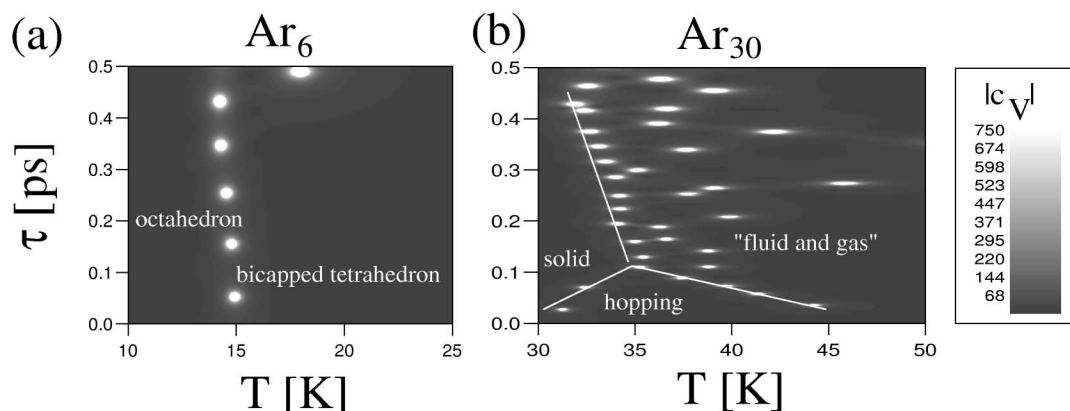 (a) Ar6
0.5
0.4
0.3
0.2
0.1
0.0
τ [ps]
octahedron
bicapped tetrahedron
10 15 20 25
T [K]
(b) Ar30
0.5
0.4
0.3
0.2
0.1
0.0
solid
"fluid and gas"
hopping
30 35 40 45 50
T [K]
|c V|
750
674
598
523
447
371
295
220
144
68